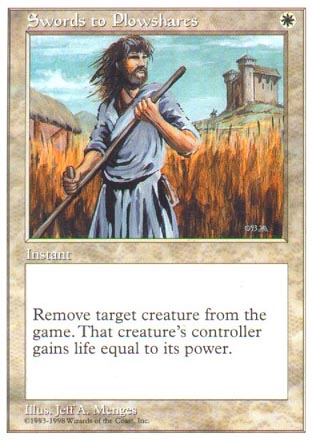 Swords to Plowshares
Instant
Remove target creature from the
game. That creature's controller
gains life equal to its power.
Illus. Jeff A. Menges
©1993-1998 Wizards of the Coast, Inc.